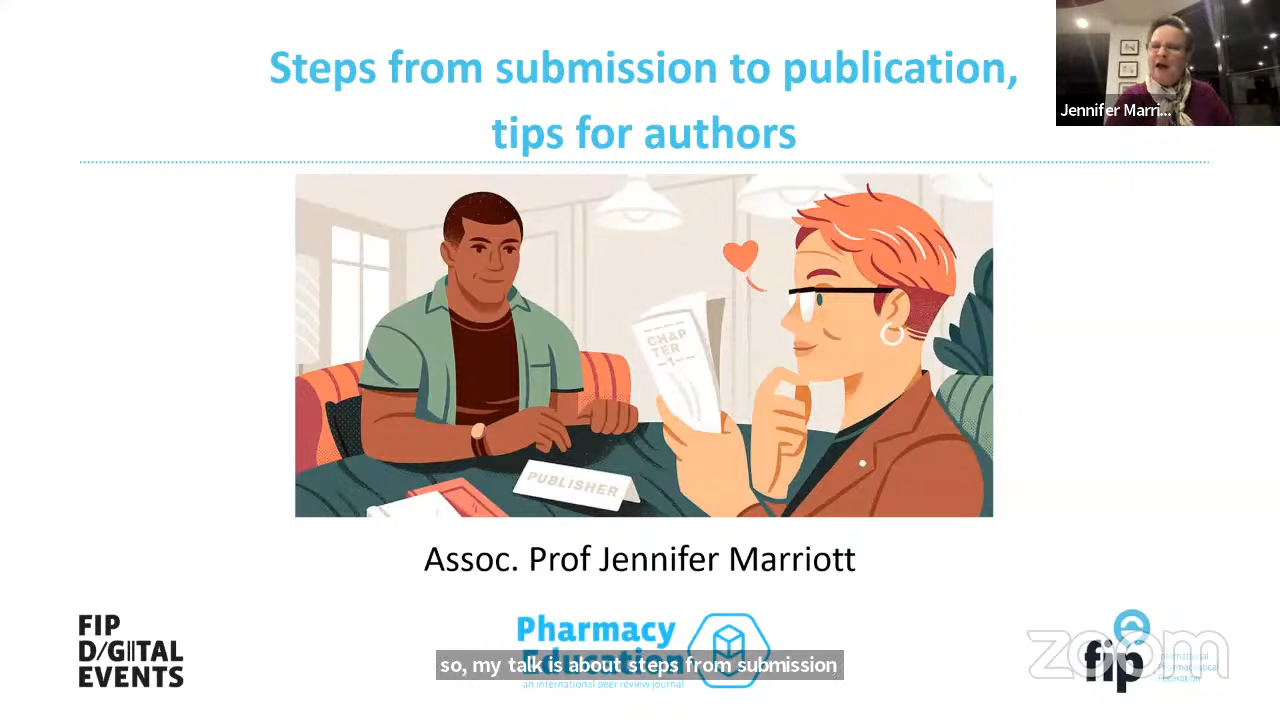 Steps from submission to publication,
tips for authors
Jennifer Marri...
CHAP
TER
1
PUBLISHER
Assoc. Prof Jennifer Marriott
FIP
D/GITAL
EVENTS
Pharmacy
Education
an international peer review journal
so, my talk is about steps from submission
fip
International
Pharmaceutical
Federation
zoom